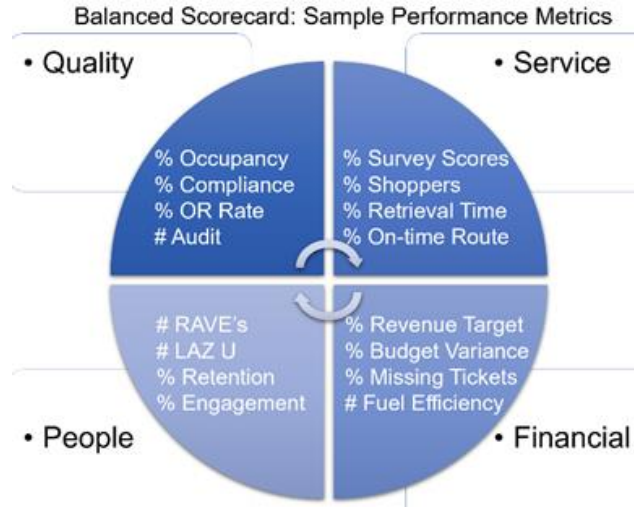 Balanced Scorecard: Sample Performance Metrics
• Quality
% Occupancy
% Compliance
% OR Rate
# Audit
• Service
% Survey Scores
% Shoppers
% Retrieval Time
% On-time Route
# RAVE's
# LAZ U
% Retention
% Engagement
• People
% Revenue Target
% Budget Variance
% Missing Tickets
# Fuel Efficiency
• Financial